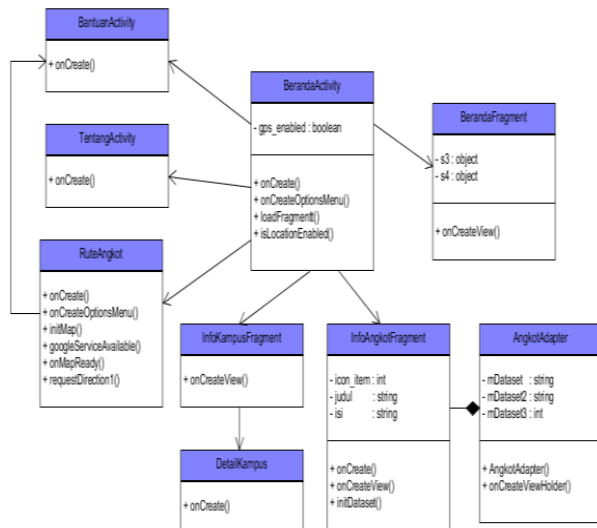 BantuanActivity
+ onCreate()
BerandaActivity
- gps_enabled : boolean
+ onCreate()
+ onCreateOptionsMenu()
+ loadFragmentt()
+ isLocationEnabled()
BerandaFragment
- s3 : object
- s4 : object
+ onCreateView()
TentangActivity
+ onCreate()
RuteAngkot
+ onCreate()
+ onCreateOptionsMenu()
+ initMap()
+ googleServiceAvailable()
+ onMapReady()
+ requestDirection1()
InfoKampusFragment
+ onCreateView()
InfoAngkotFragment
- icon_item : int
- judul : string
- isi : string
+ onCreate()
+ onCreateView()
+ initDataset()
AngkotAdapter
- mDataset : string
- mDataset2 : string
- mDataset3 : int
+ AngkotAdapter()
+ onCreateViewHolder()
DetailKampus
+ onCreate()